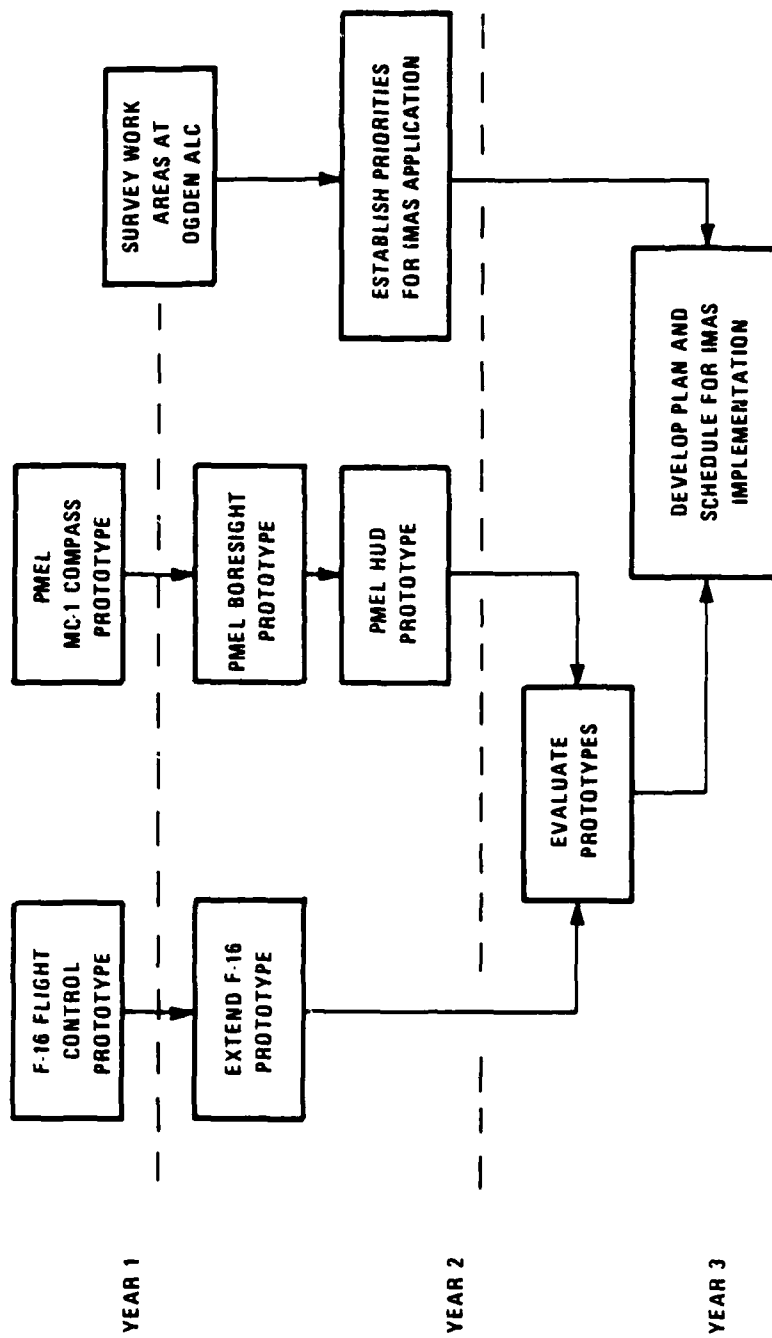 YEAR 1
F-16 FLIGHT
CONTROL
PROTOTYPE
PMEL
MC-1 COMPASS
PROTOTYPE
SURVEY WORK
AREAS AT
OGDEN ALC
YEAR 2
EXTEND F-16
PROTOTYPE
PMEL BORESIGHT
PROTOTYPE
PMEL HUD
PROTOTYPE
ESTABLISH PRIORITIES
FOR IMAS APPLICATION
YEAR 3
EVALUATE
PROTOTYPES
DEVELOP PLAN AND
SCHEDULE FOR IMAS
IMPLEMENTATION